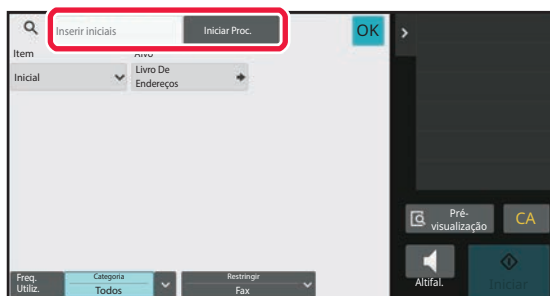 Inserir iniciais
Iniciar Proc.
OK
Item
Alvo
Inicial
Livro De
Endereços
Pré-
visualização
CA
Altifal.
Iniciar
Freq.
Utiliz.
Categoria
Todos
Restringir
Fax